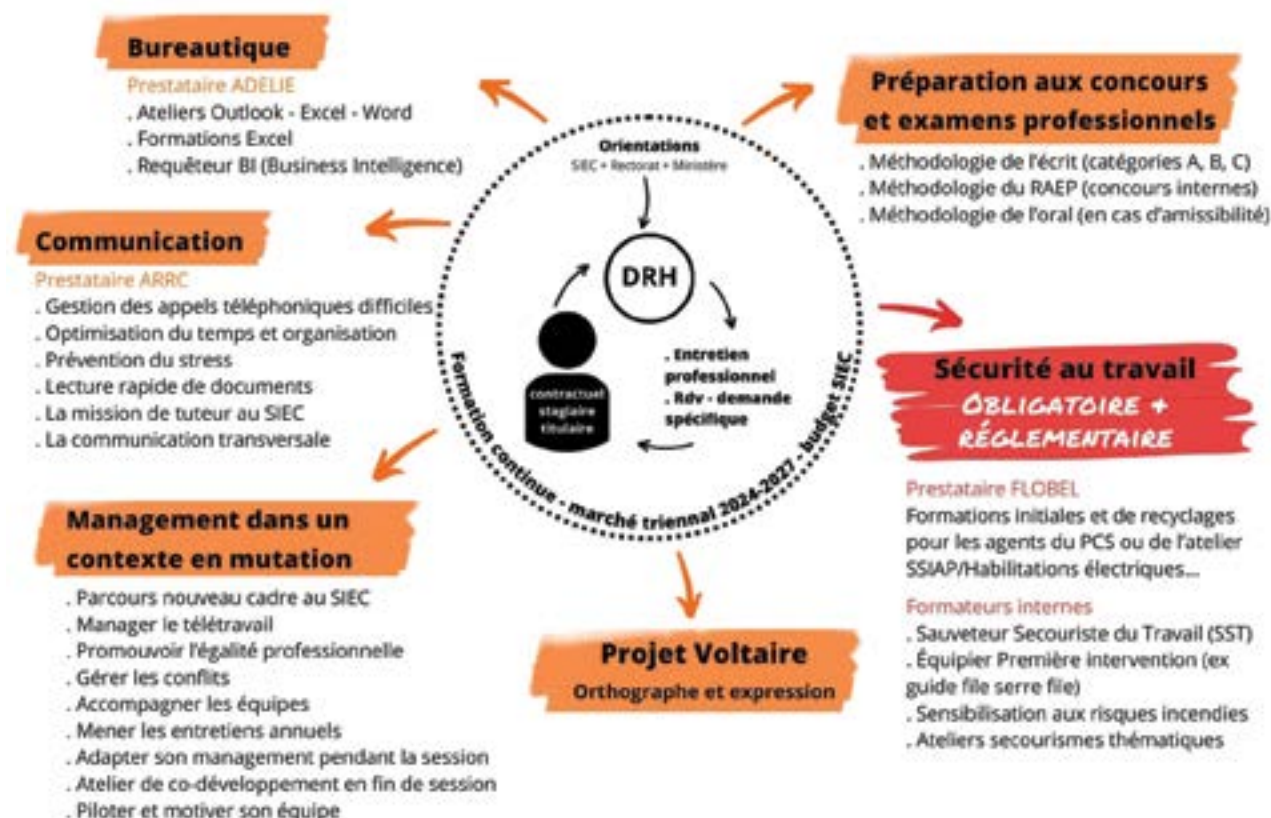 Bureautique
Prestataire ADELIE
. Ateliers Outlook - Excel - Word
. Formations Excel
. Requêteur BI (Business Intelligence)
Préparation aux concours
et examens professionnels
. Méthodologie de l'écrit (catégories A, B, C)
. Méthodologie du RAEP (concours internes)
. Méthodologie de l'oral (en cas d'amissibilité)
Orientations
SIEC + Rectorat + Ministère
DRH
. Entretien
professionnel
. Rdv - demande
spécifique
contractuel
stagiaire
titulaire
Formation continue - marché triennal 2024-2027 - budget SIEC
Communication
Prestataire ARRC
. Gestion des appels téléphoniques difficiles
. Optimisation du temps et organisation
. Prévention du stress
. Lecture rapide de documents
. La mission de tuteur au SIEC
. La communication transversale
Sécurité au travail
OBLIGATOIRE +
RÉGLEMENTAIRE
Prestataire FLOBEL
Formations initiales et de recyclages
pour les agents du PCS ou de l'atelier
SSIAP/Habilitations électriques...
Formateurs internes
. Sauveteur Secouriste du Travail (SST)
. Équipier Première intervention (ex
guide file serre file)
. Sensibilisation aux risques incendies
. Ateliers secourismes thématiques
Management dans un
contexte en mutation
. Parcours nouveau cadre au SIEC
. Manager le télétravail
. Promouvoir l'égalité professionnelle
. Gérer les conflits
. Accompagner les équipes
. Mener les entretiens annuels
. Adapter son management pendant la session
. Atelier de co-développement en fin de session
. Piloter et motiver son équipe
Projet Voltaire
Orthographe et expression